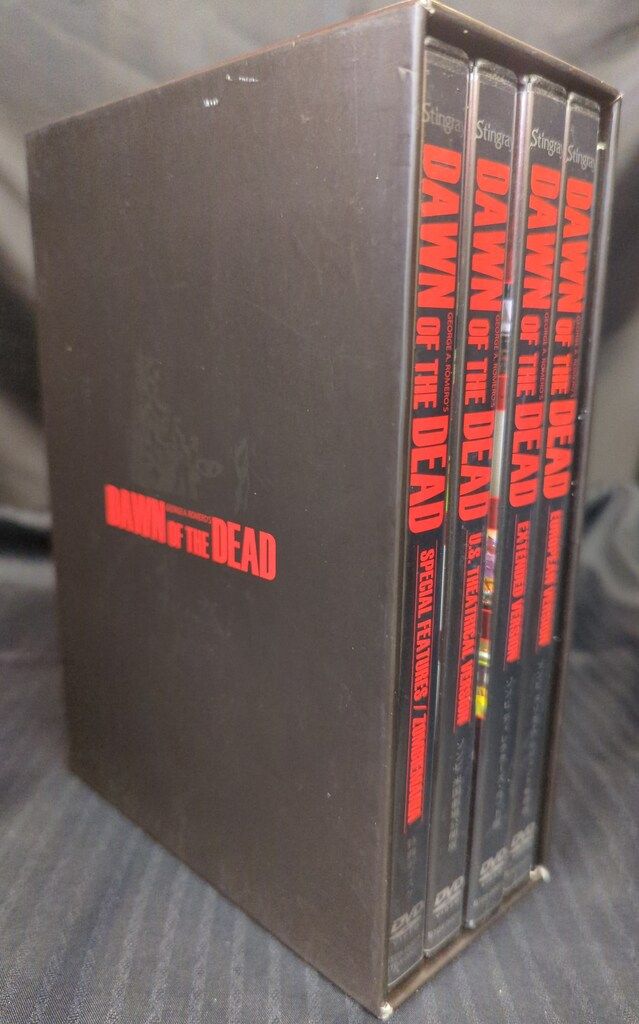 GEORGE A. ROMERO'S
DAWN OF THE DEAD
Stingray
DAWN OF THE DEAD
GEORGE A. ROMERO'S
SPECIAL FEATURES /
DVD
Stingray
DAWN OF THE DEAD
GEORGE A. ROMERO'S
U.S. THEATRICAL VERSION
DVD
Stingray
DAWN OF THE DEAD
GEORGE A. ROMERO'S
EXTENDED VERSION
DVD
Stingray
DAWN OF THE DEAD
GEORGE A. ROMERO'S
EUROPEAN VERSION
DVD